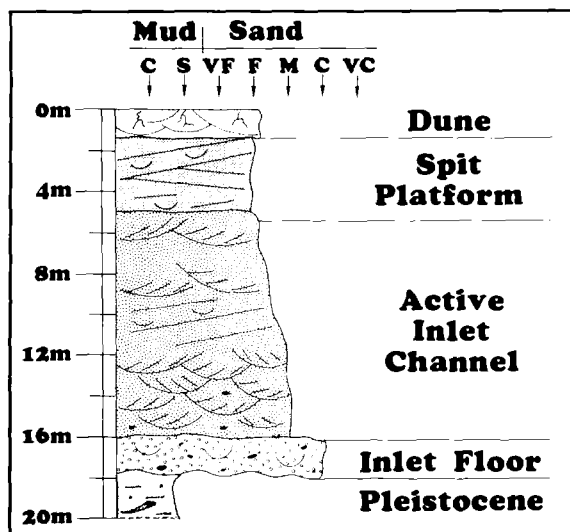 Mud Sand
C S VF F M C VC
0m
Dune
Spit
Platform
4m
8m
Active
Inlet
Channel
12m
16m
Inlet Floor
Pleistocene
20m